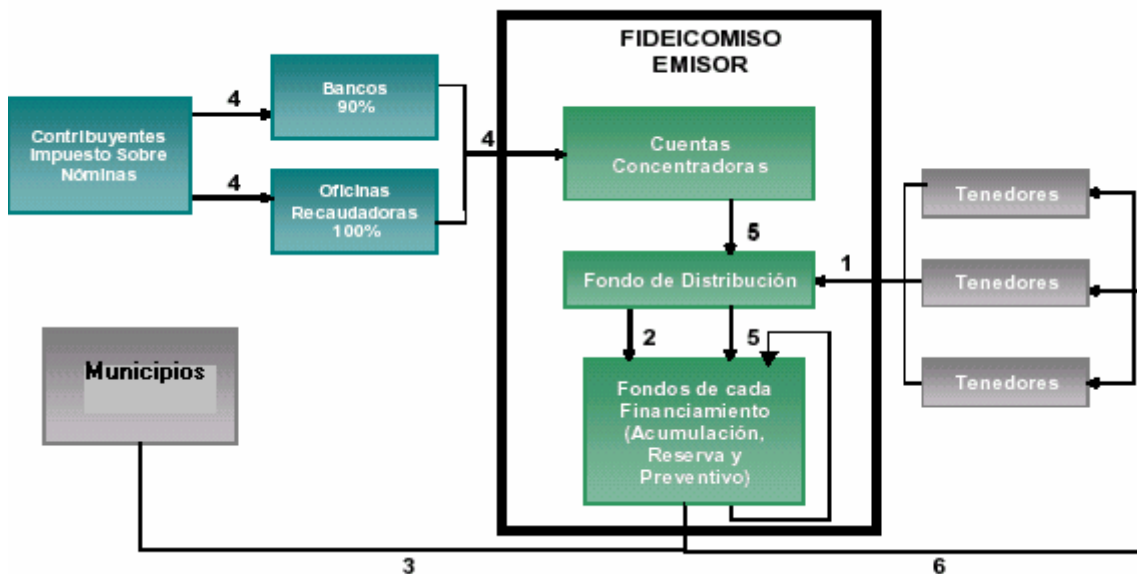 FIDEICOMISO
EMISOR
Contribuyentes
Impuesto Sobre
Nóminas
4
4
Bancos
90%
Oficinas
Recaudadoras
100%
4
Cuentas
Concentradoras
5
Fondo de Distribución
1
Tenedores
Tenedores
Tenedores
2
5
Fondos de cada
Financiamiento
(Acumulación,
Reserva y
Preventivo)
Municipios
3
6